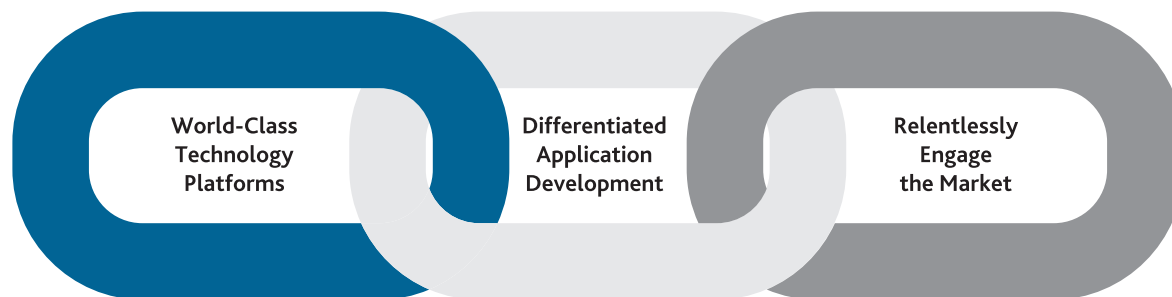 World-Class
Technology
Platforms
Differentiated
Application
Development
Relentlessly
Engage
the Market